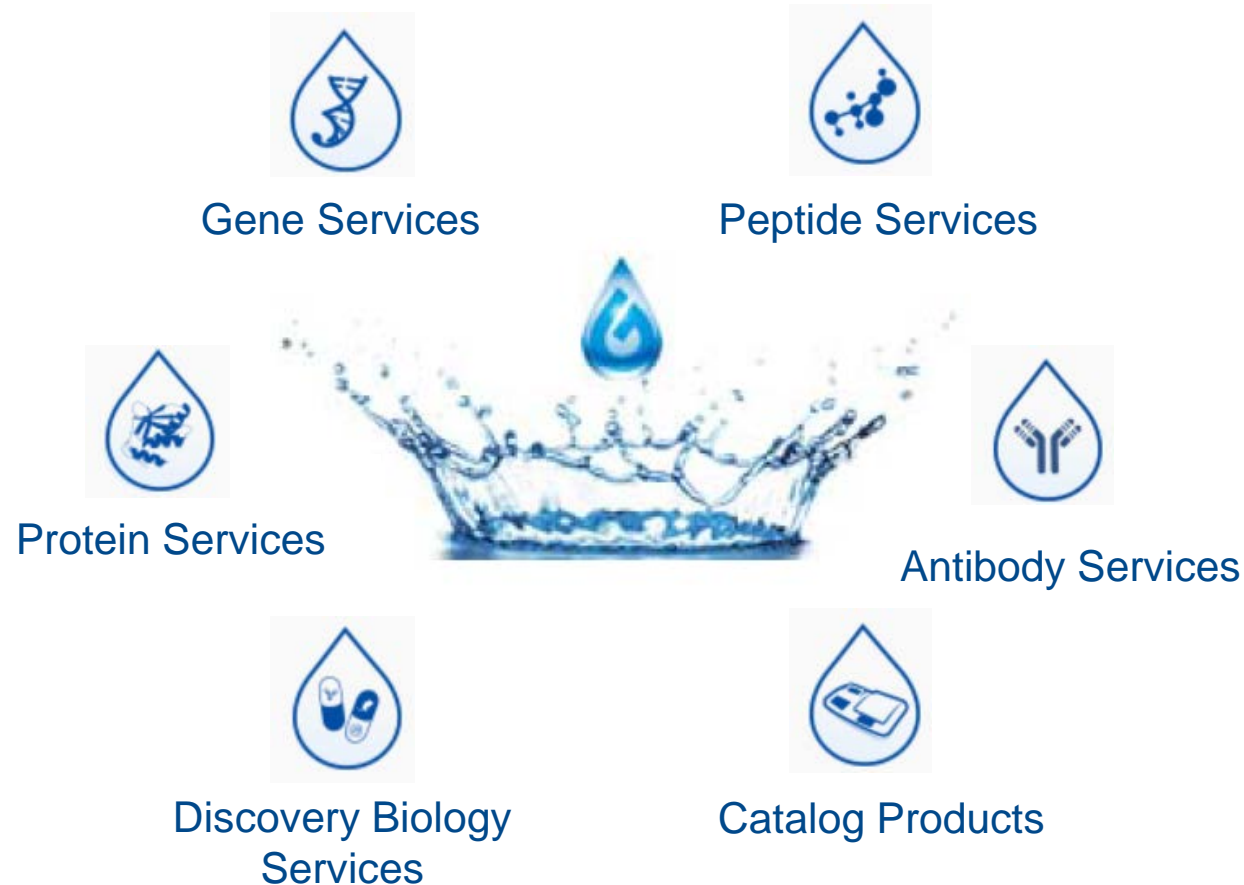 Gene Services
Peptide Services
Protein Services
Antibody Services
Discovery Biology
Services
Catalog Products